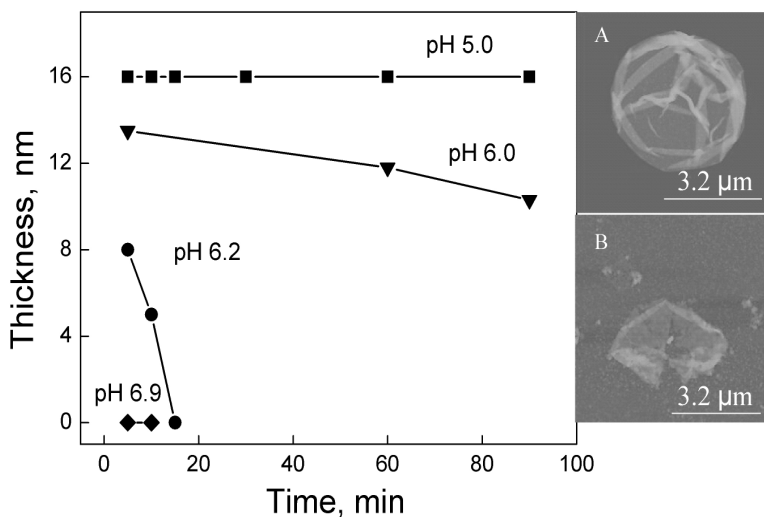 Thickness, nm
16
12
8
4
0
pH 5.0
pH 6.0
pH 6.2
pH 6.9
0
20
40
60
80
100
Time, min
A
3.2 µm
B
3.2 µm